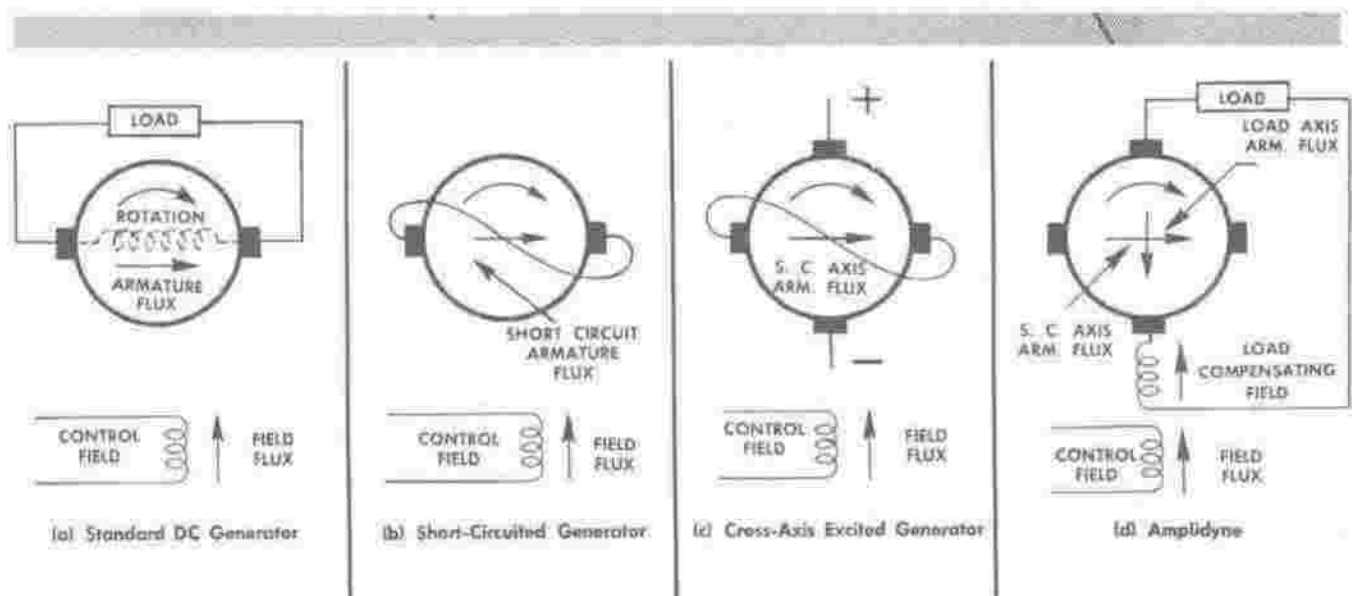 LOAD
ROTATION
ARMATURE
FLUX
CONTROL
FIELD
FIELD
FLUX
(a) Standard DC Generator
SHORT CIRCUIT
ARMATURE
FLUX
CONTROL
FIELD
FIELD
FLUX
(b) Short-Circuited Generator
+
S. C. AXIS
ARM. FLUX
−
CONTROL
FIELD
FIELD
FLUX
(c) Cross-Axis Excited Generator
LOAD
LOAD AXIS
ARM. FLUX
S. C. AXIS
ARM. FLUX
LOAD
COMPENSATING
FIELD
CONTROL
FIELD
FIELD
FLUX
(d) Amplidyne